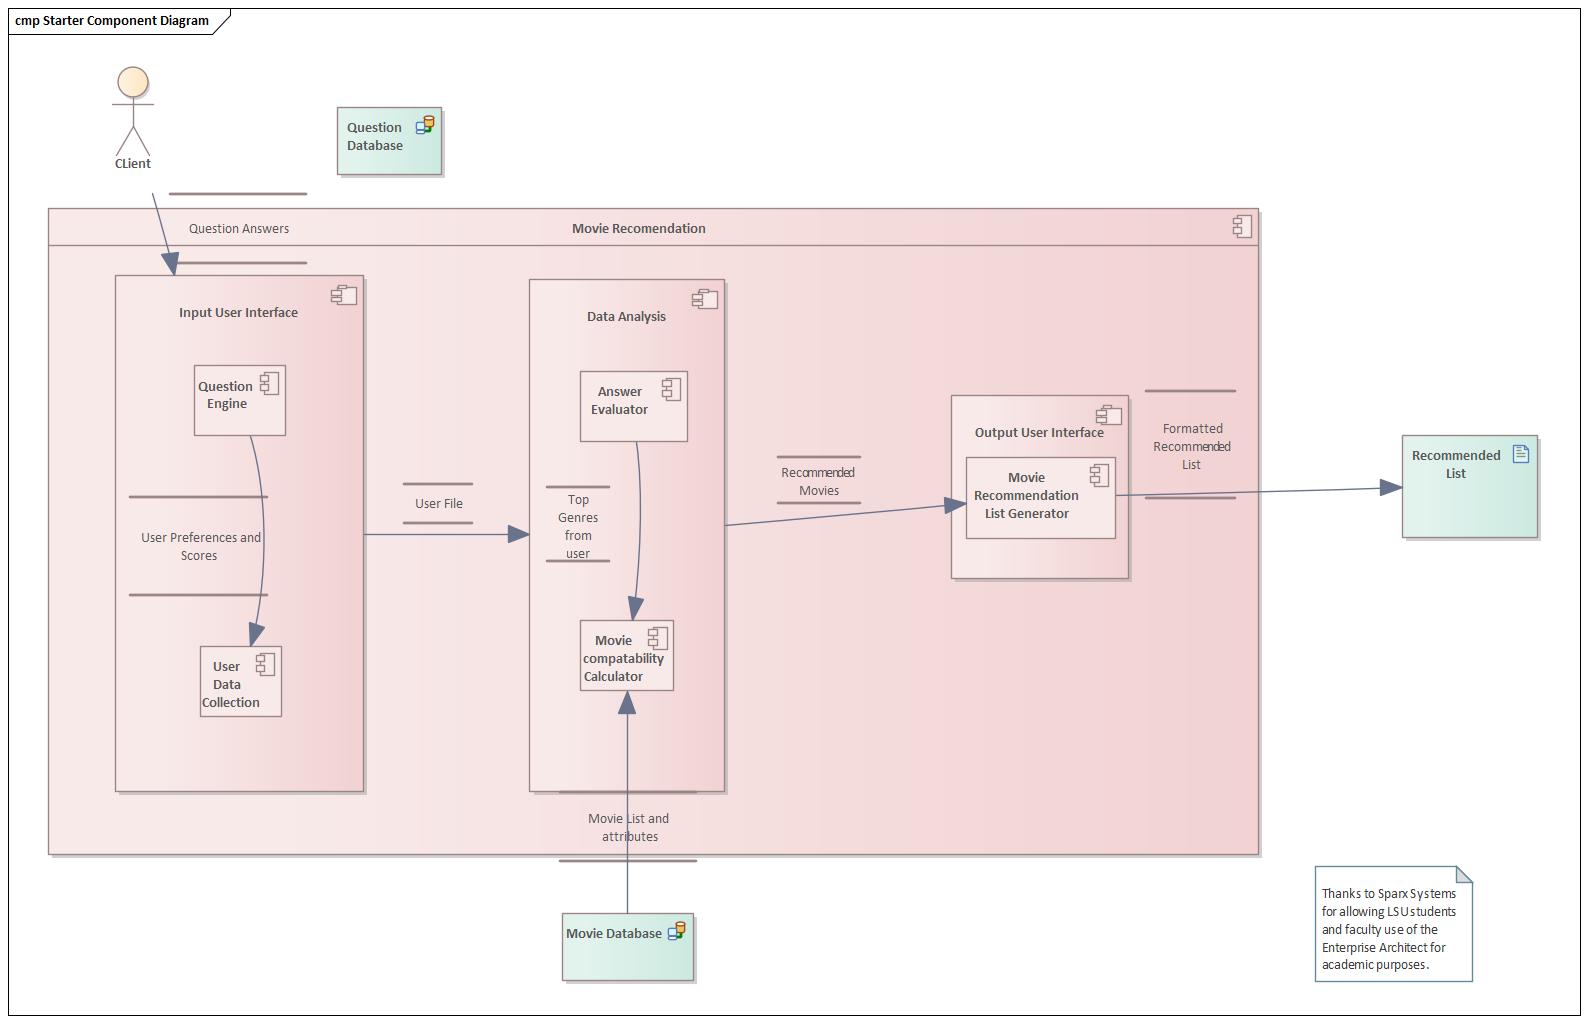 cmp Starter Component Diagram
CLient
Question
Database
Question Answers
Movie Recomendation
Input User Interface
Question
Engine
User Preferences and
Scores
User
Data
Collection
User File
Data Analysis
Answer
Evaluator
Top
Genres
from
user
Movie
compatability
Calculator
Movie List and
attributes
Movie Database
Recommended
Movies
Output User Interface
Movie
Recommendation
List Generator
Formatted
Recommended
List
Recommended
List
Thanks to Sparx Systems
for allowing LSU students
and faculty use of the
Enterprise Architect for
academic purposes.